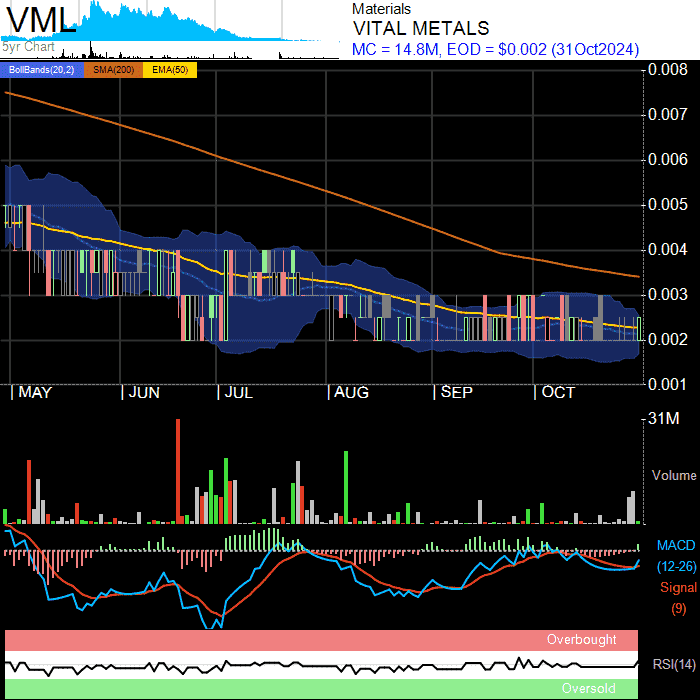 VML
5yr Chart
Materials
VITAL METALS
MC = 14.8M, EOD = $0.002 (31Oct2024)
BollBands(20,2) SMA(200) EMA(50)
0.008
0.007
0.006
0.005
0.004
0.003
0.002
0.001
MAY JUN JUL AUG SEP OCT
31M
Volume
MACD
(12-26)
Signal
(9)
Overbought
RSI(14)
Oversold